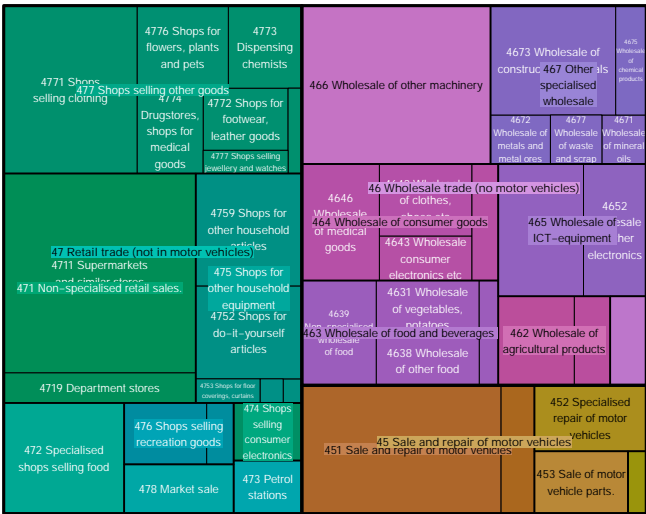 4771 Shops
selling clothing
4776 Shops for
flowers, plants
and pets
4773
Dispensing
chemists
477 Shops selling other goods
4774
Drugstores,
shops for
medical
goods
4772 Shops for
footwear,
leather goods
4777 Shops selling
jewellery and watches
47 Retail trade (not in motor vehicles)
4711 Supermarkets
and similar stores
471 Non-specialised retail sales.
4719 Department stores
4759 Shops for
other household
articles
475 Shops for
other household
equipment
4752 Shops for
do-it-yourself
articles
4753 Shops for floor
coverings, curtains
472 Specialised
shops selling food
476 Shops selling
recreation goods
474 Shops
selling
consumer
electronics
478 Market sale
473 Petrol
stations
466 Wholesale of other machinery
4673 Wholesale of
467 Other
specialised
wholesale
4675
Wholesale
of
chemical
products
4672
Wholesale of
metals and
metal ores
4677
Wholesale
of waste
and scrap
4671
Wholesale
of mineral
oils
46 Wholesale trade (no motor vehicles)
4646
Wholesale
of medical
goods
of clothes,
464 Wholesale of consumer goods
4643 Wholesale
consumer
electronics etc
465 Wholesale of
ICT-equipment
4652
electronics
4639
wholesale
of food
4631 Wholesale
of vegetables,
potatoes
463 Wholesale of food and beverages
4638 Wholesale
of other food
462 Wholesale of
agricultural products
45 Sale and repair of motor vehicles
451 Sale and repair of motor vehicles
452 Specialised
repair of motor
vehicles
453 Sale of motor
vehicle parts.